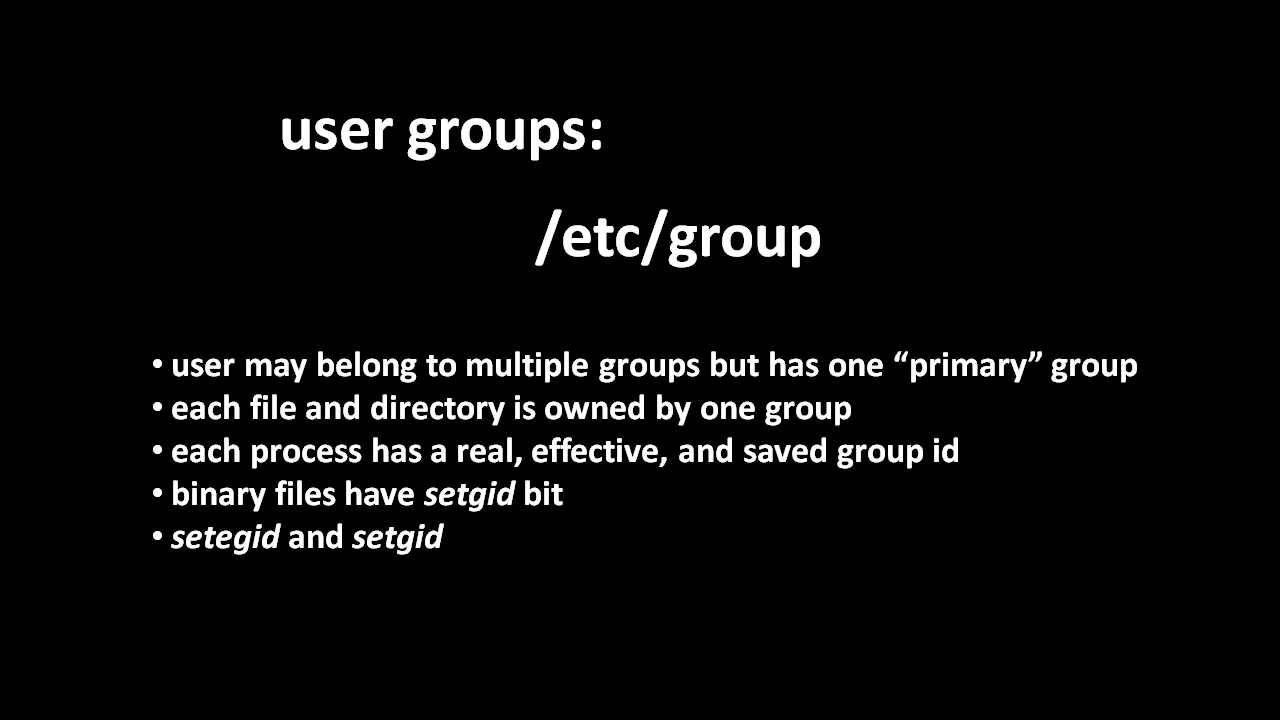 user groups:
/etc/group
• user may belong to multiple groups but has one “primary” group
• each file and directory is owned by one group
• each process has a real, effective, and saved group id
• binary files have setgid bit
• setegid and setgid